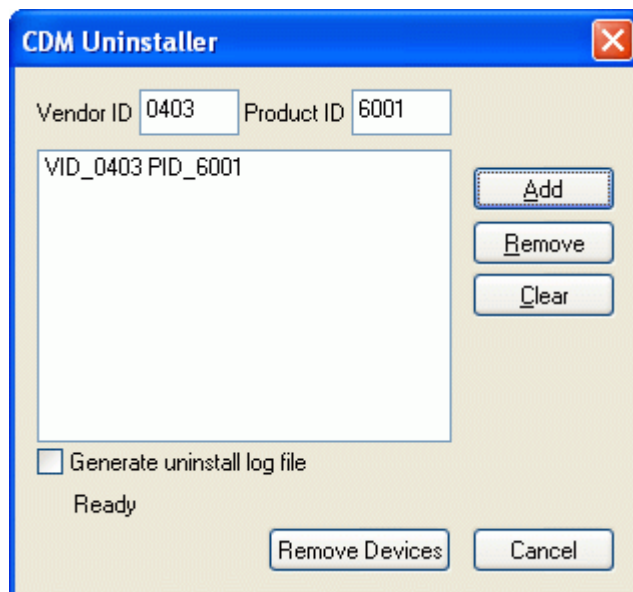 CDM Uninstaller
Vendor ID 0403 Product ID 6001
VID_0403 PID_6001
Add
Remove
Clear
Generate uninstall log file
Ready
Remove Devices Cancel